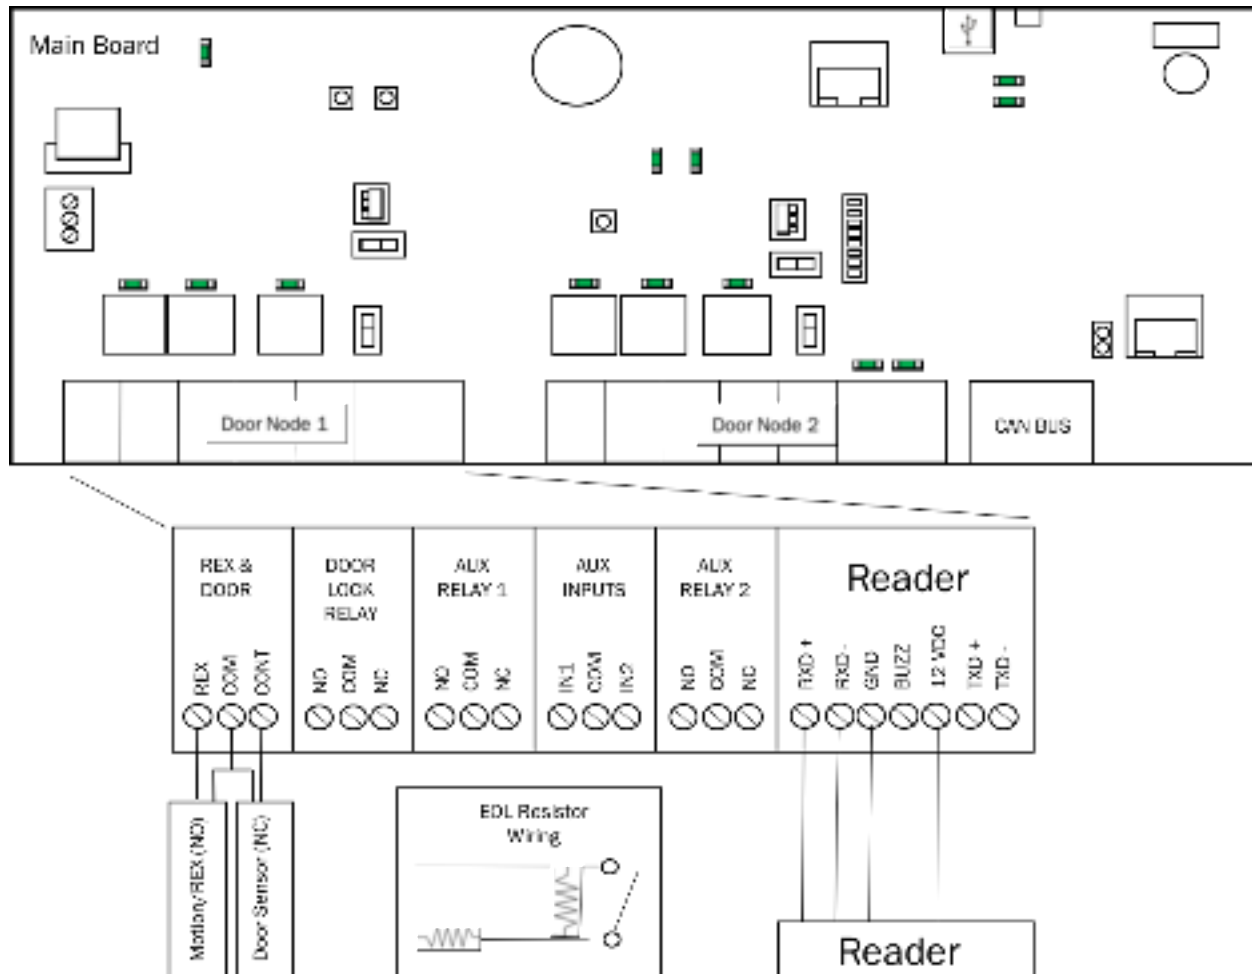 Main Board
Door Node 1
Door Node 2
CAN BUS
REX &
DOOR
DOOR
LOCK
RELAY
AUX
RELAY 1
AUX
INPUTS
AUX
RELAY 2
Reader
REX
COM
CONT
NO
COM
NC
NO
COM
NC
IN1
COM
IN2
NO
COM
NC
RXD +
RXD -
GND
BUZZ
12 VDC
TXD +
TXD -
Motion/REX (NO)
Door Sensor (NC)
EOL Resistor
Wiring
Reader